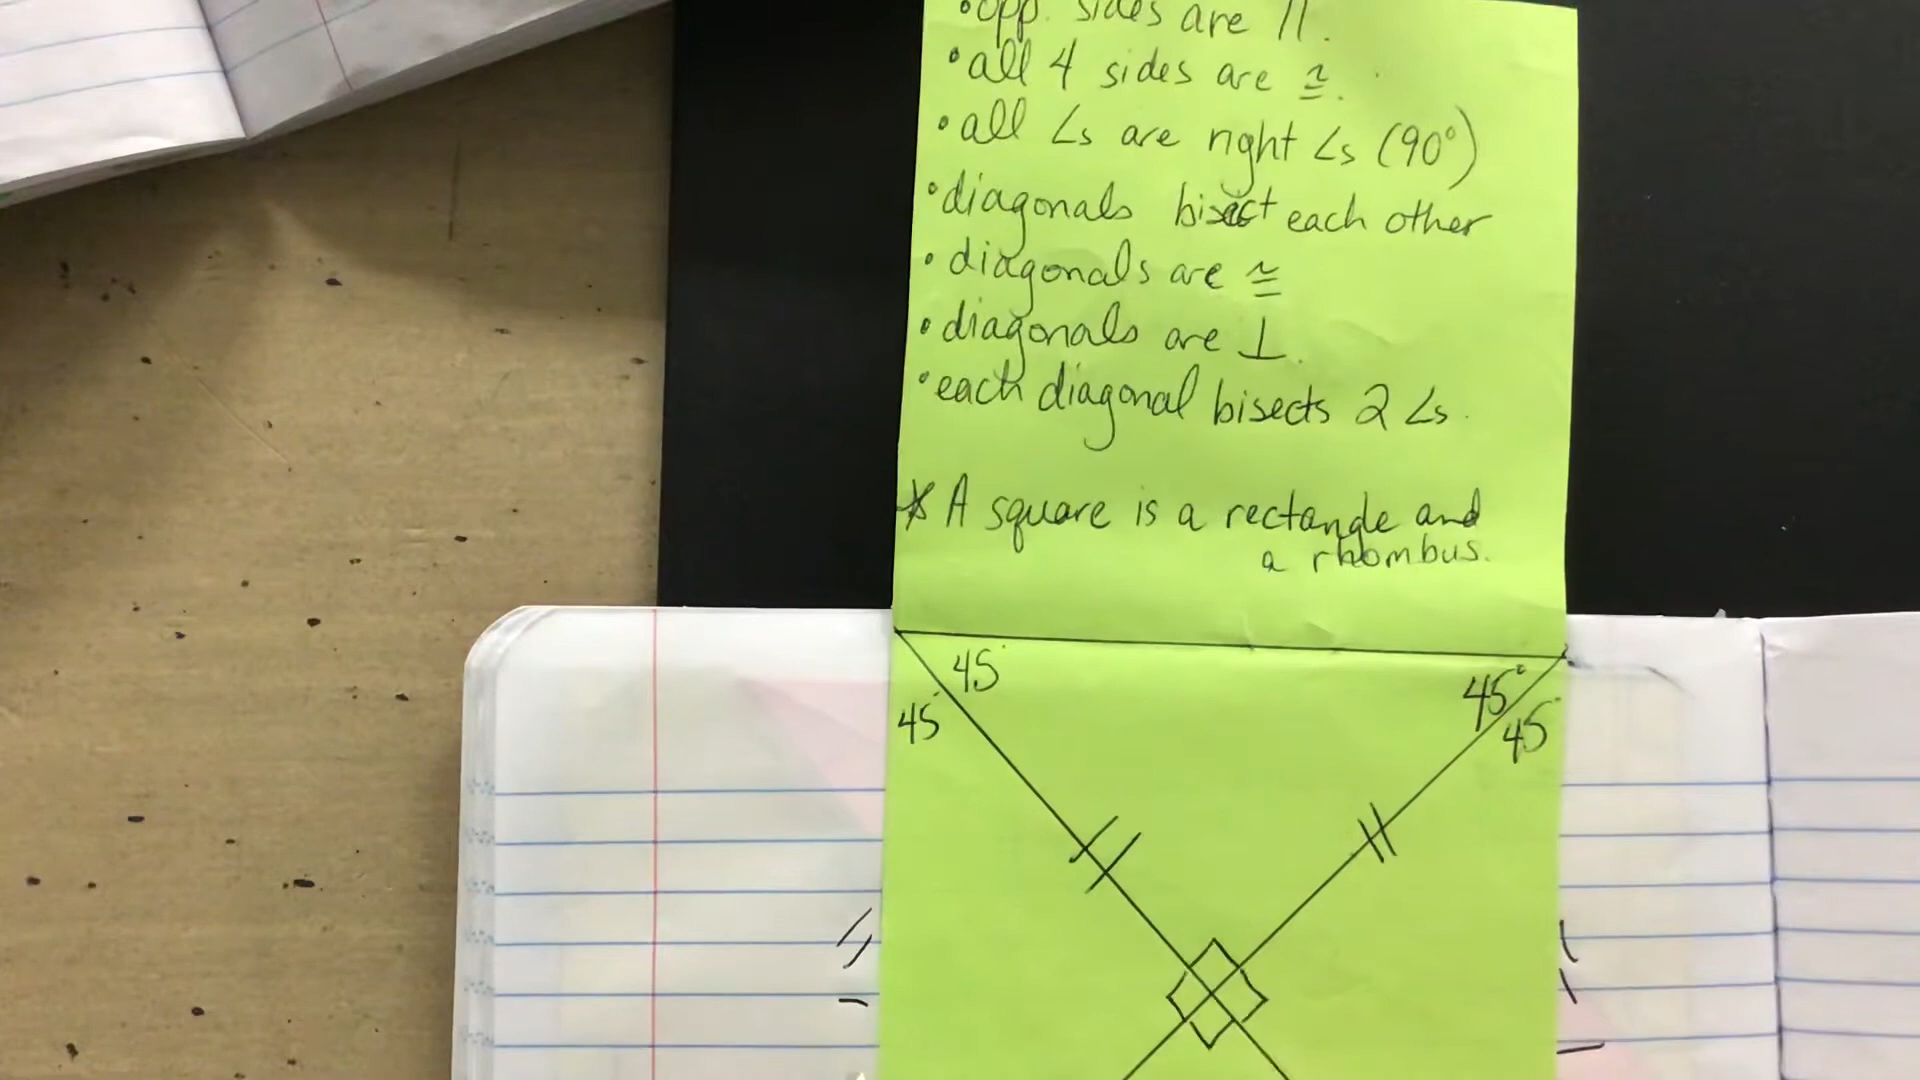 •opp. sides are //.
•all 4 sides are ≅.
•all ∠s are right ∠s (90°)
•diagonals bisect each other
•diagonals are ≅
•diagonals are ⊥.
•each diagonal bisects 2 ∠s.
* A square is a rectangle and
a rhombus.
45°
45°
45°
45°